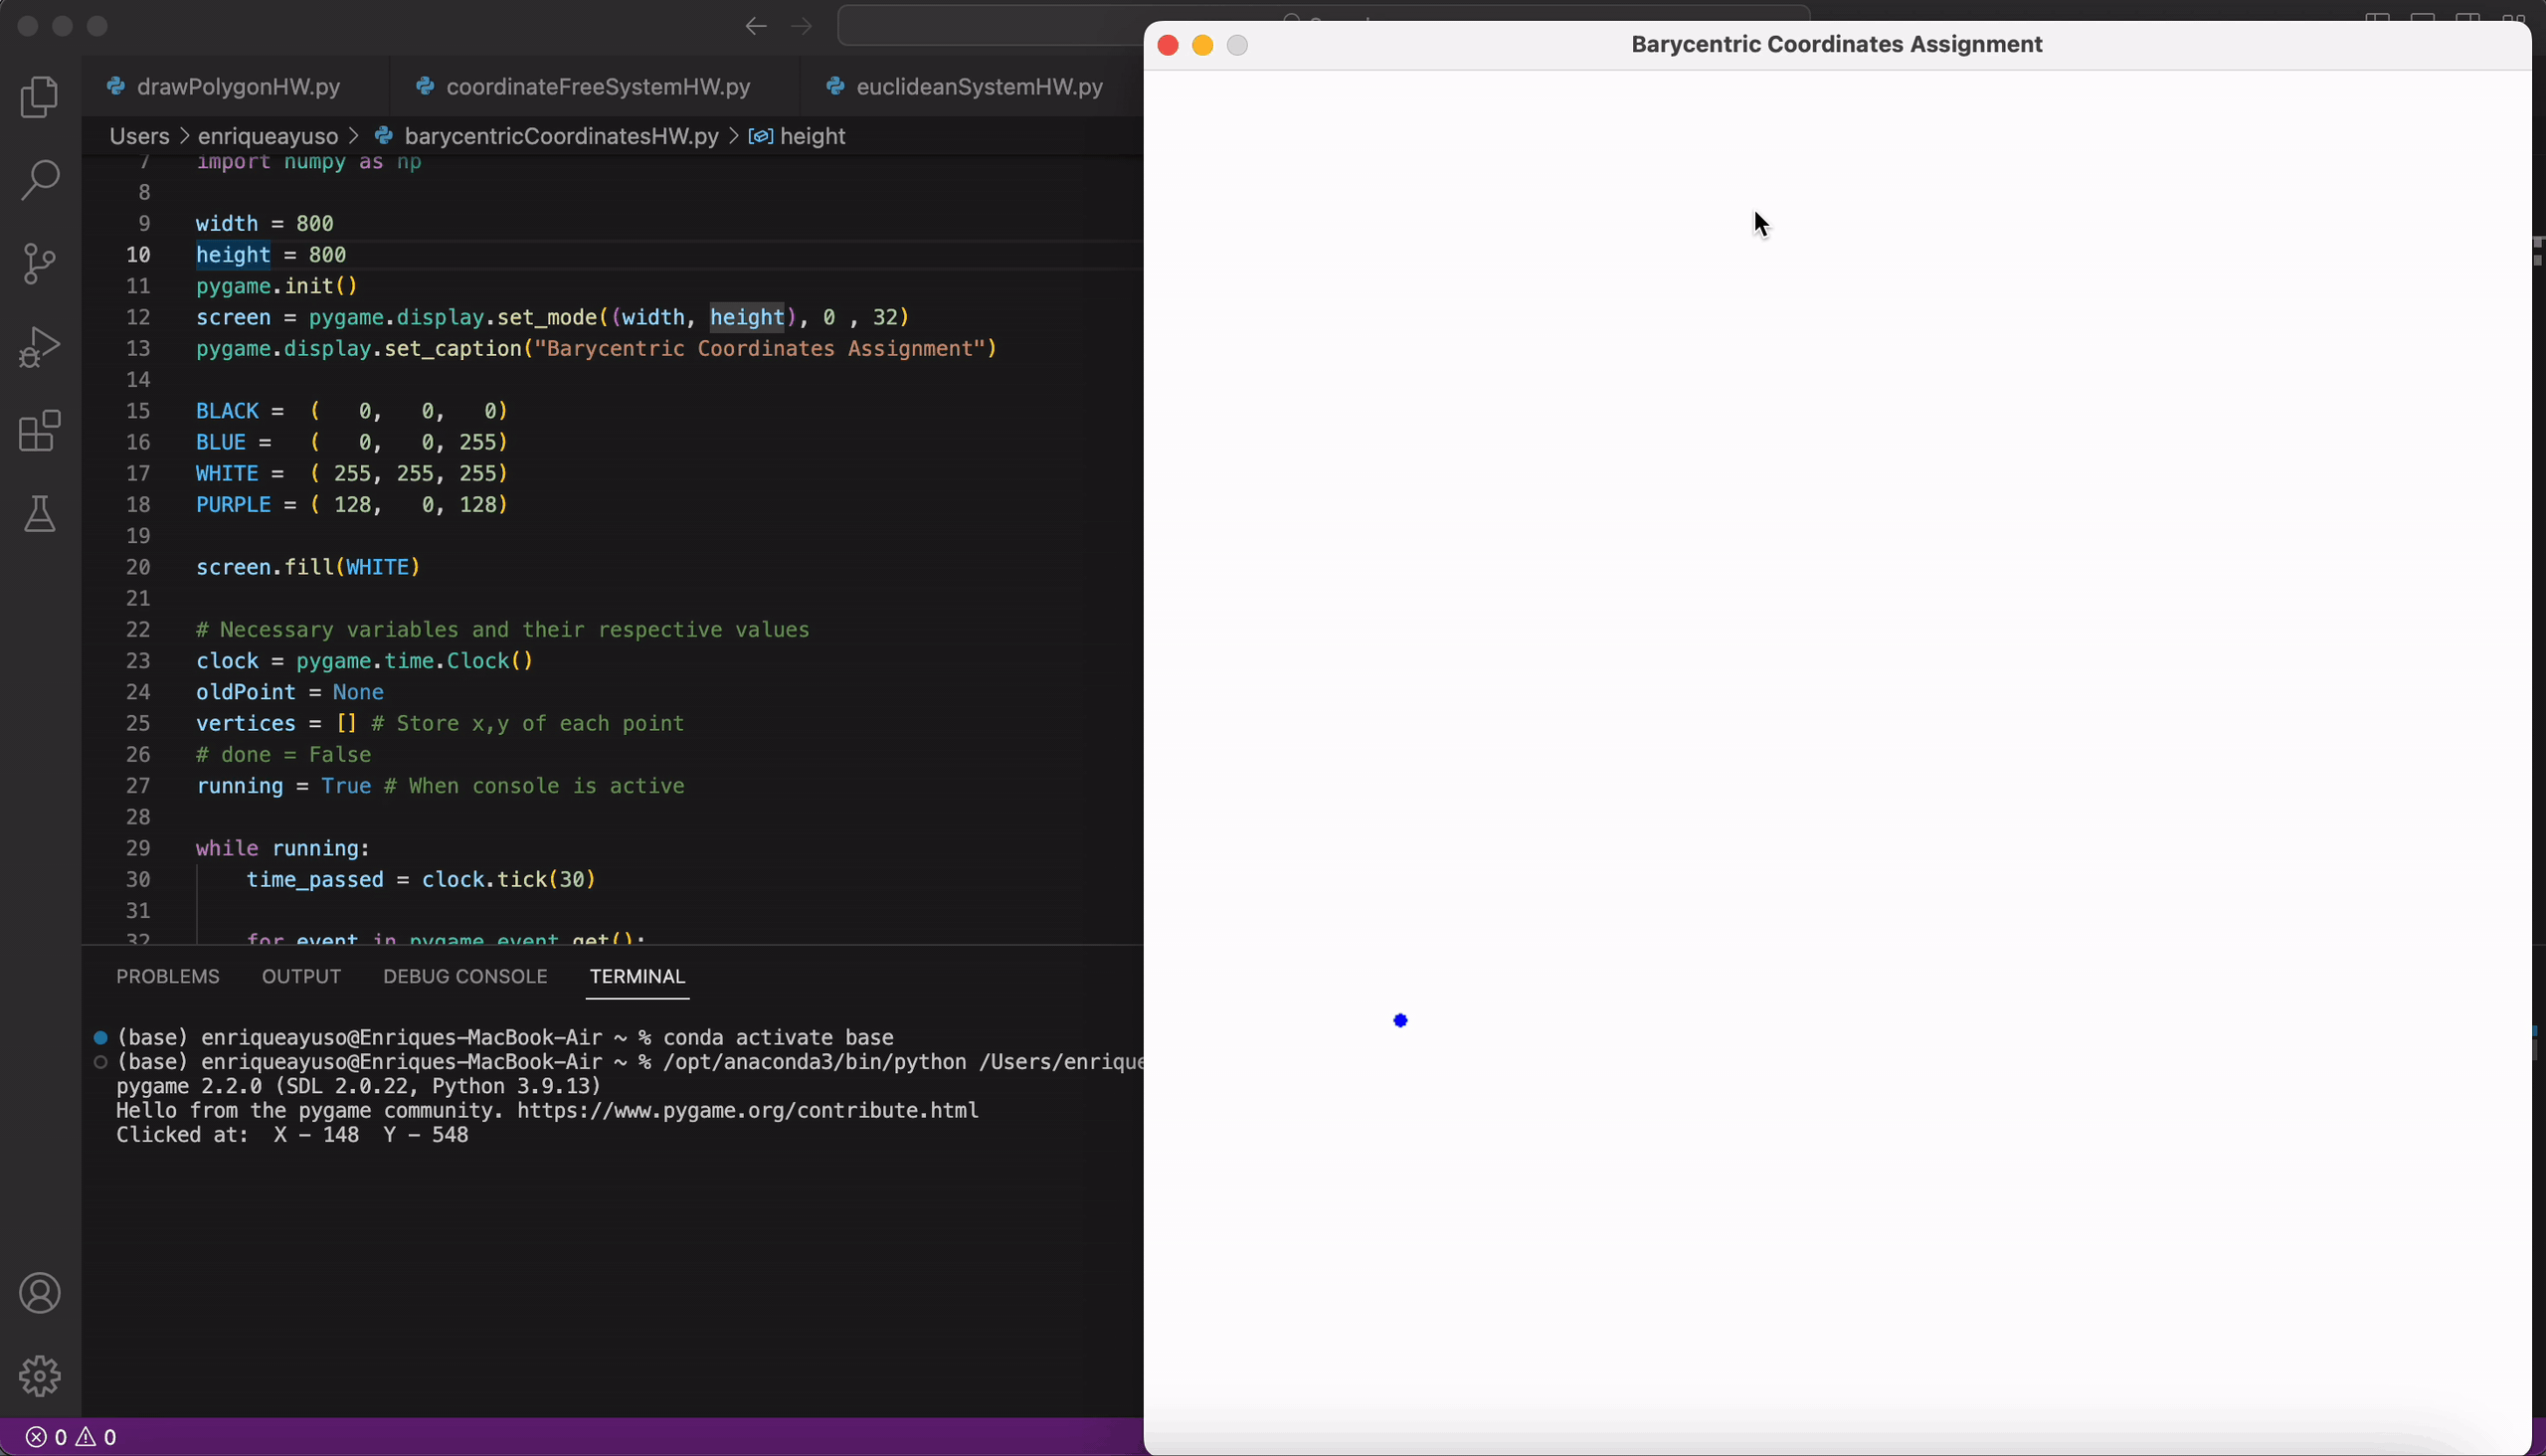 Barycentric Coordinates Assignment
drawPolygonHW.py
coordinateFreeSystemHW.py
euclideanSystemHW.py
Users > enriqueayuso > barycentricCoordinatesHW.py > height
7 import numpy as np
8
9 width = 800
10 height = 800
11 pygame.init()
12 screen = pygame.display.set_mode((width, height), 0 , 32)
13 pygame.display.set_caption("Barycentric Coordinates Assignment")
14
15 BLACK =  (   0,   0,   0)
16 BLUE =   (   0,   0, 255)
17 WHITE =  ( 255, 255, 255)
18 PURPLE = ( 128,   0, 128)
19
20 screen.fill(WHITE)
21
22 # Necessary variables and their respective values
23 clock = pygame.time.Clock()
24 oldPoint = None
25 vertices = [] # Store x,y of each point
26 # done = False
27 running = True # When console is active
28
29 while running:
30     time_passed = clock.tick(30)
31
32     for event in pygame.event.get():
PROBLEMS OUTPUT DEBUG CONSOLE TERMINAL
(base) enriqueayuso@Enriques-MacBook-Air ~ % conda activate base
(base) enriqueayuso@Enriques-MacBook-Air ~ % /opt/anaconda3/bin/python /Users/enrique
pygame 2.2.0 (SDL 2.0.22, Python 3.9.13)
Hello from the pygame community. https://www.pygame.org/contribute.html
Clicked at:  X - 148  Y - 548
0 0